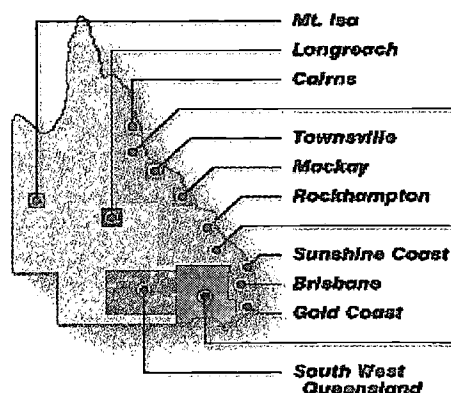 Mt. Isa
Longreach
Cairns
Townsville
Mackay
Rockhampton
Sunshine Coast
Brisbane
Gold Coast
South West
Queensland